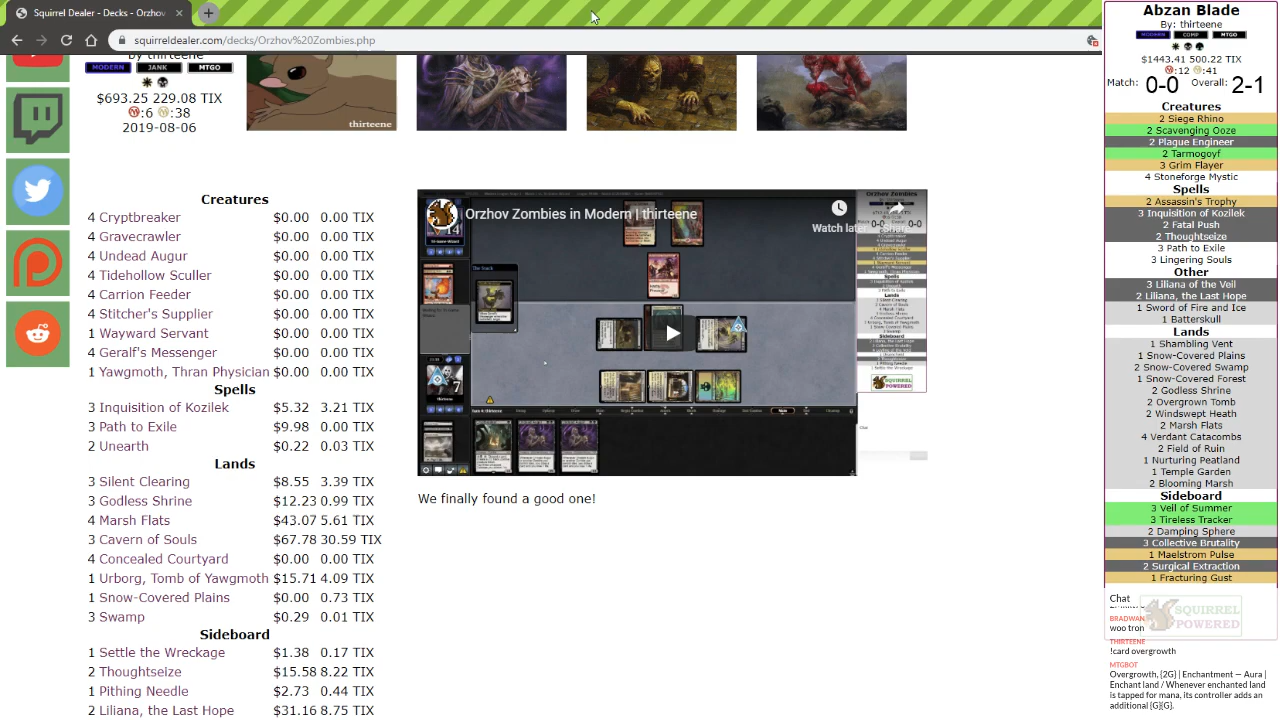 Squirrel Dealer - Decks - Orzhov
squirreldealer.com/decks/Orzhov%20Zombies.php
by thirteene
MODERN JANK MTGO
$693.25 229.08 TIX
:6 :38
2019-08-06
thirteene
Creatures
4 Cryptbreaker $0.00 0.00 TIX
4 Gravecrawler $0.00 0.00 TIX
4 Undead Augur $0.00 0.00 TIX
4 Tidehollow Sculler $0.00 0.00 TIX
4 Carrion Feeder $0.00 0.00 TIX
4 Stitcher's Supplier $0.00 0.00 TIX
1 Wayward Servant $0.00 0.00 TIX
4 Geralf's Messenger $0.00 0.00 TIX
1 Yawgmoth, Thran Physician $0.00 0.00 TIX
Spells
3 Inquisition of Kozilek $5.32 3.21 TIX
3 Path to Exile $9.98 0.90 TIX
2 Unearth $0.22 0.03 TIX
Lands
3 Silent Clearing $8.55 3.39 TIX
3 Godless Shrine $12.23 0.99 TIX
4 Marsh Flats $43.07 5.61 TIX
3 Cavern of Souls $67.78 30.59 TIX
4 Concealed Courtyard $0.00 0.00 TIX
1 Urborg, Tomb of Yawgmoth $15.71 4.09 TIX
1 Snow-Covered Plains $0.00 0.73 TIX
3 Swamp $0.29 0.01 TIX
Sideboard
1 Settle the Wreckage $1.38 0.17 TIX
2 Thoughtseize $15.58 8.22 TIX
1 Pithing Needle $2.73 0.44 TIX
2 Liliana, the Last Hope $31.16 8.75 TIX
Orzhov Zombies in Modern | thirteene
Watch later
Share
Orzhov Zombies
The Stack
14
7
We finally found a good one!
Abzan Blade
By: thirteene
MODERN COMP MTGO
$1443.41 500.22 TIX
:12 :41
Match: 0-0 Overall: 2-1
Creatures
2 Siege Rhino
2 Scavenging Ooze
2 Plague Engineer
2 Tarmogoyf
3 Grim Flayer
4 Stoneforge Mystic
Spells
2 Assassin's Trophy
3 Inquisition of Kozilek
2 Fatal Push
2 Thoughtseize
3 Path to Exile
3 Lingering Souls
Other
3 Liliana of the Veil
2 Liliana, the Last Hope
1 Sword of Fire and Ice
1 Batterskull
Lands
1 Shambling Vent
1 Snow-Covered Plains
2 Snow-Covered Swamp
1 Snow-Covered Forest
2 Godless Shrine
2 Overgrown Tomb
2 Windswept Heath
2 Marsh Flats
4 Verdant Catacombs
2 Field of Ruin
1 Nurturing Peatland
1 Temple Garden
2 Blooming Marsh
Sideboard
3 Veil of Summer
3 Tireless Tracker
2 Damping Sphere
3 Collective Brutality
1 Maelstrom Pulse
2 Surgical Extraction
1 Fracturing Gust
Chat
SQUIRREL
POWERED
BRADWAN
woo tron
THIRTEENE
!card overgrowth
MTGBOT
Overgrowth, {2G} | Enchantment — Aura |
Enchant land / Whenever enchanted land
is tapped for mana, its controller adds an
additional {G}{G}.